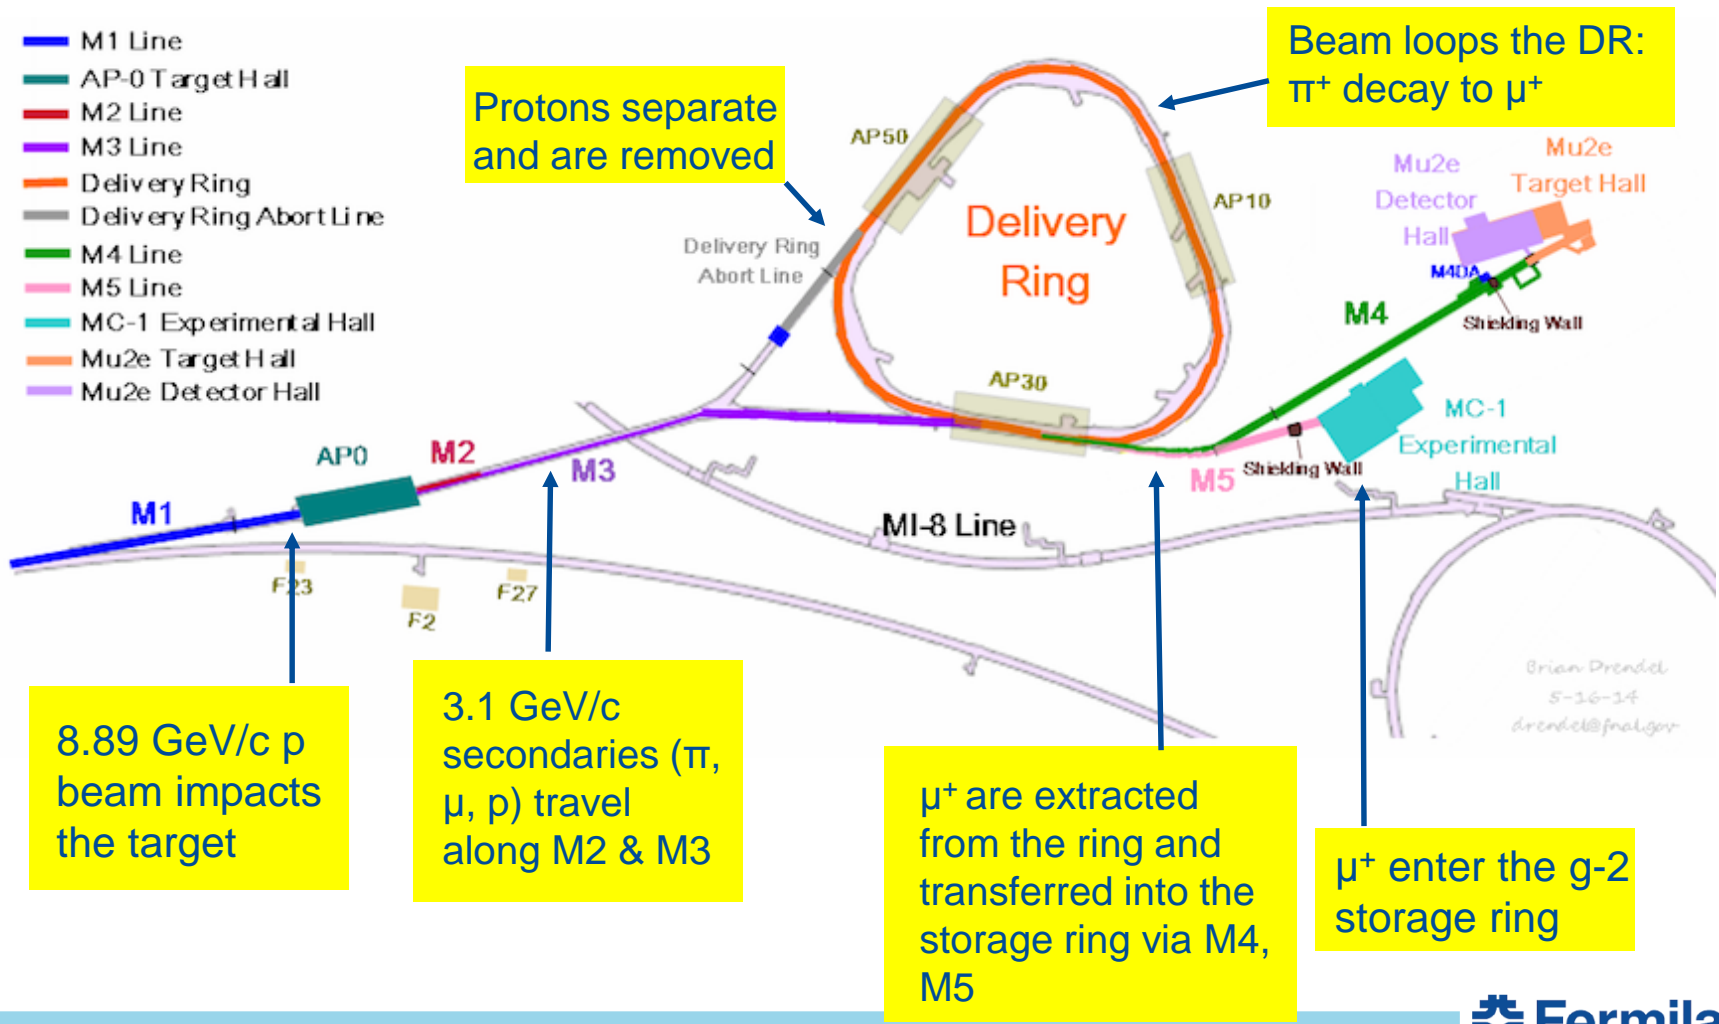 M1 Line
AP-0 Target Hall
M2 Line
M3 Line
Delivery Ring
Delivery Ring Abort Line
M4 Line
M5 Line
MC-1 Experimental Hall
Mu2e Target Hall
Mu2e Detector Hall
Protons separate
and are removed
Beam loops the DR:
π⁺ decay to μ⁺
AP50
AP10
AP30
Delivery
Ring
Delivery Ring
Abort Line
Mu2e
Detector
Hall
Mu2e
Target Hall
M4DA
Shielding Wall
M4
MC-1
Experimental
Hall
Shielding Wall
M5
AP0
M2
M3
M1
MI-8 Line
F23
F2
F27
8.89 GeV/c p
beam impacts
the target
3.1 GeV/c
secondaries (π,
μ, p) travel
along M2 & M3
μ⁺ are extracted
from the ring and
transferred into the
storage ring via M4,
M5
μ⁺ enter the g-2
storage ring
Brian Drendel
5-16-14
drendel@fnal.gov
Fermila